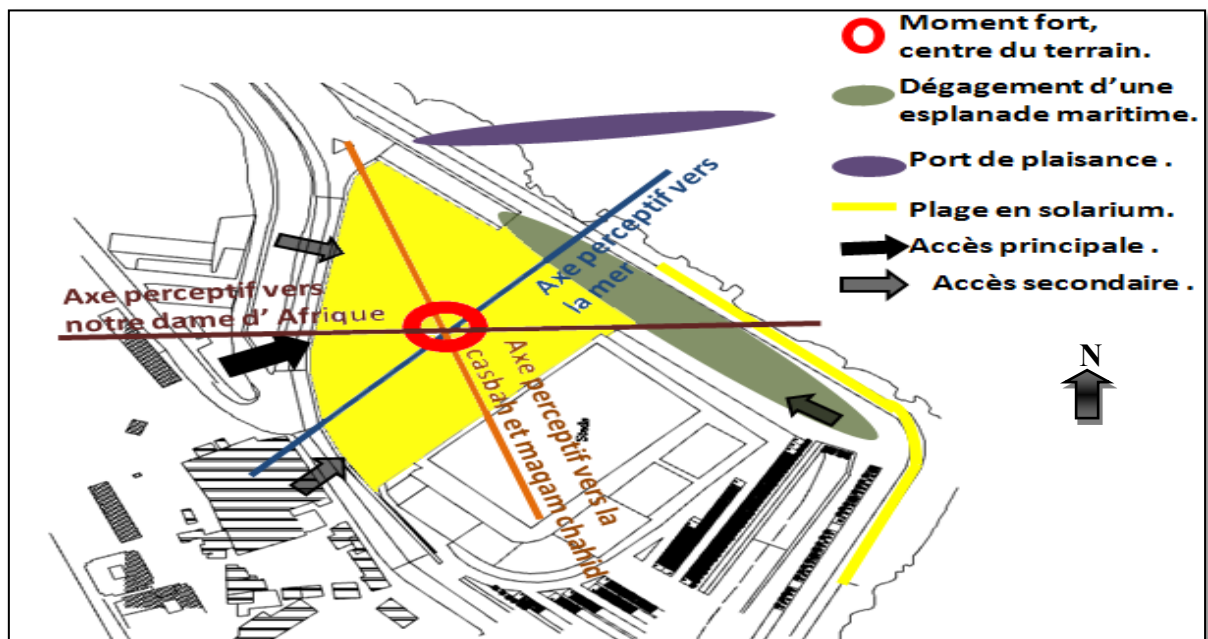 Moment fort,
centre du terrain.
Dégagement d'une
esplanade maritime.
Port de plaisance .
Plage en solarium.
Accès principale .
Accès secondaire .
N
Axe perceptif vers
la mer
Axe perceptif vers
notre dame d' Afrique
Axe perceptif vers la
casbah et maqam chahid
Stade